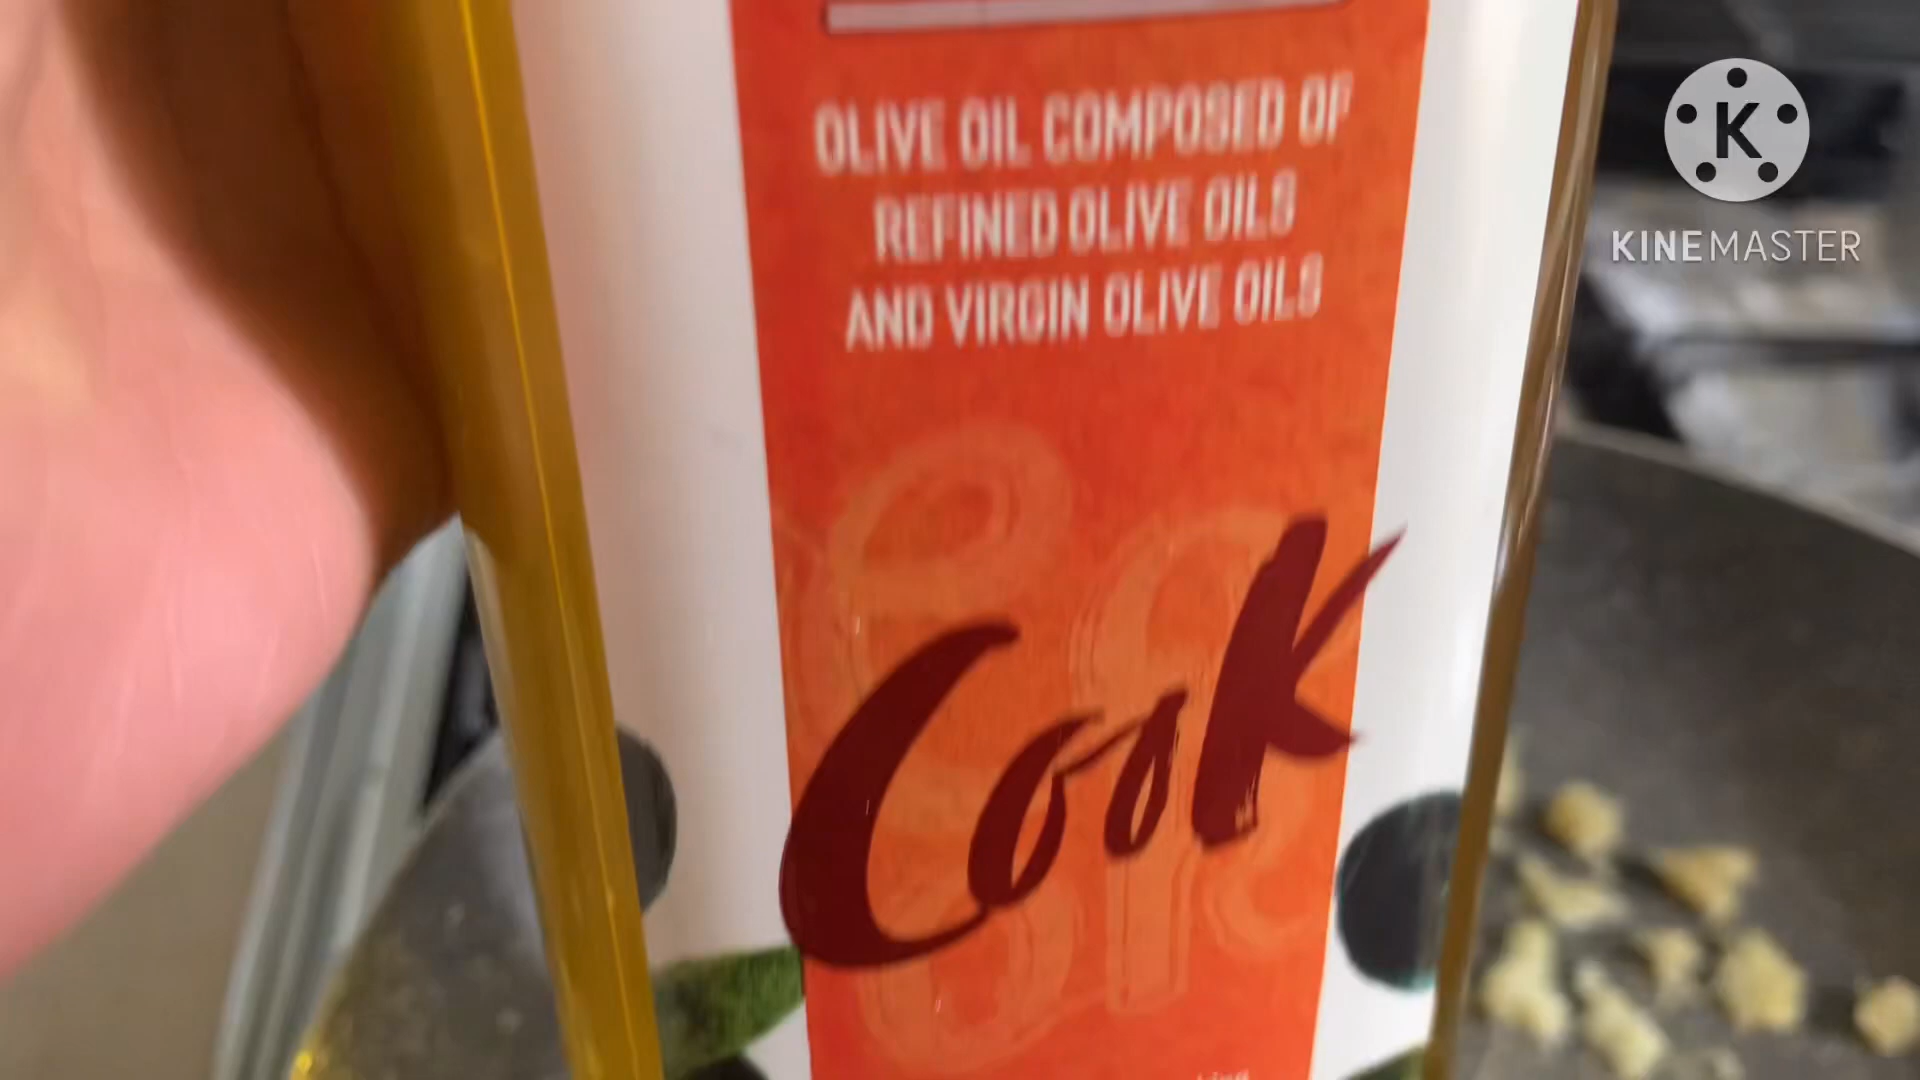 OLIVE OIL COMPOSED OF
REFINED OLIVE OILS
AND VIRGIN OLIVE OILS
Cook
K
KINEMASTER